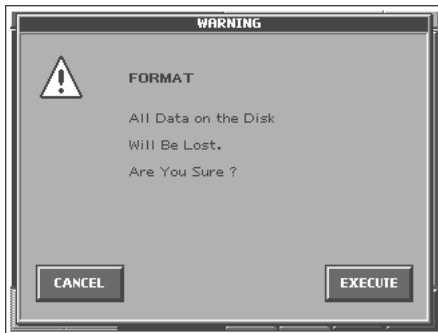 WARNING
FORMAT
All Data on the Disk
Will Be Lost.
Are You Sure ?
CANCEL
EXECUTE